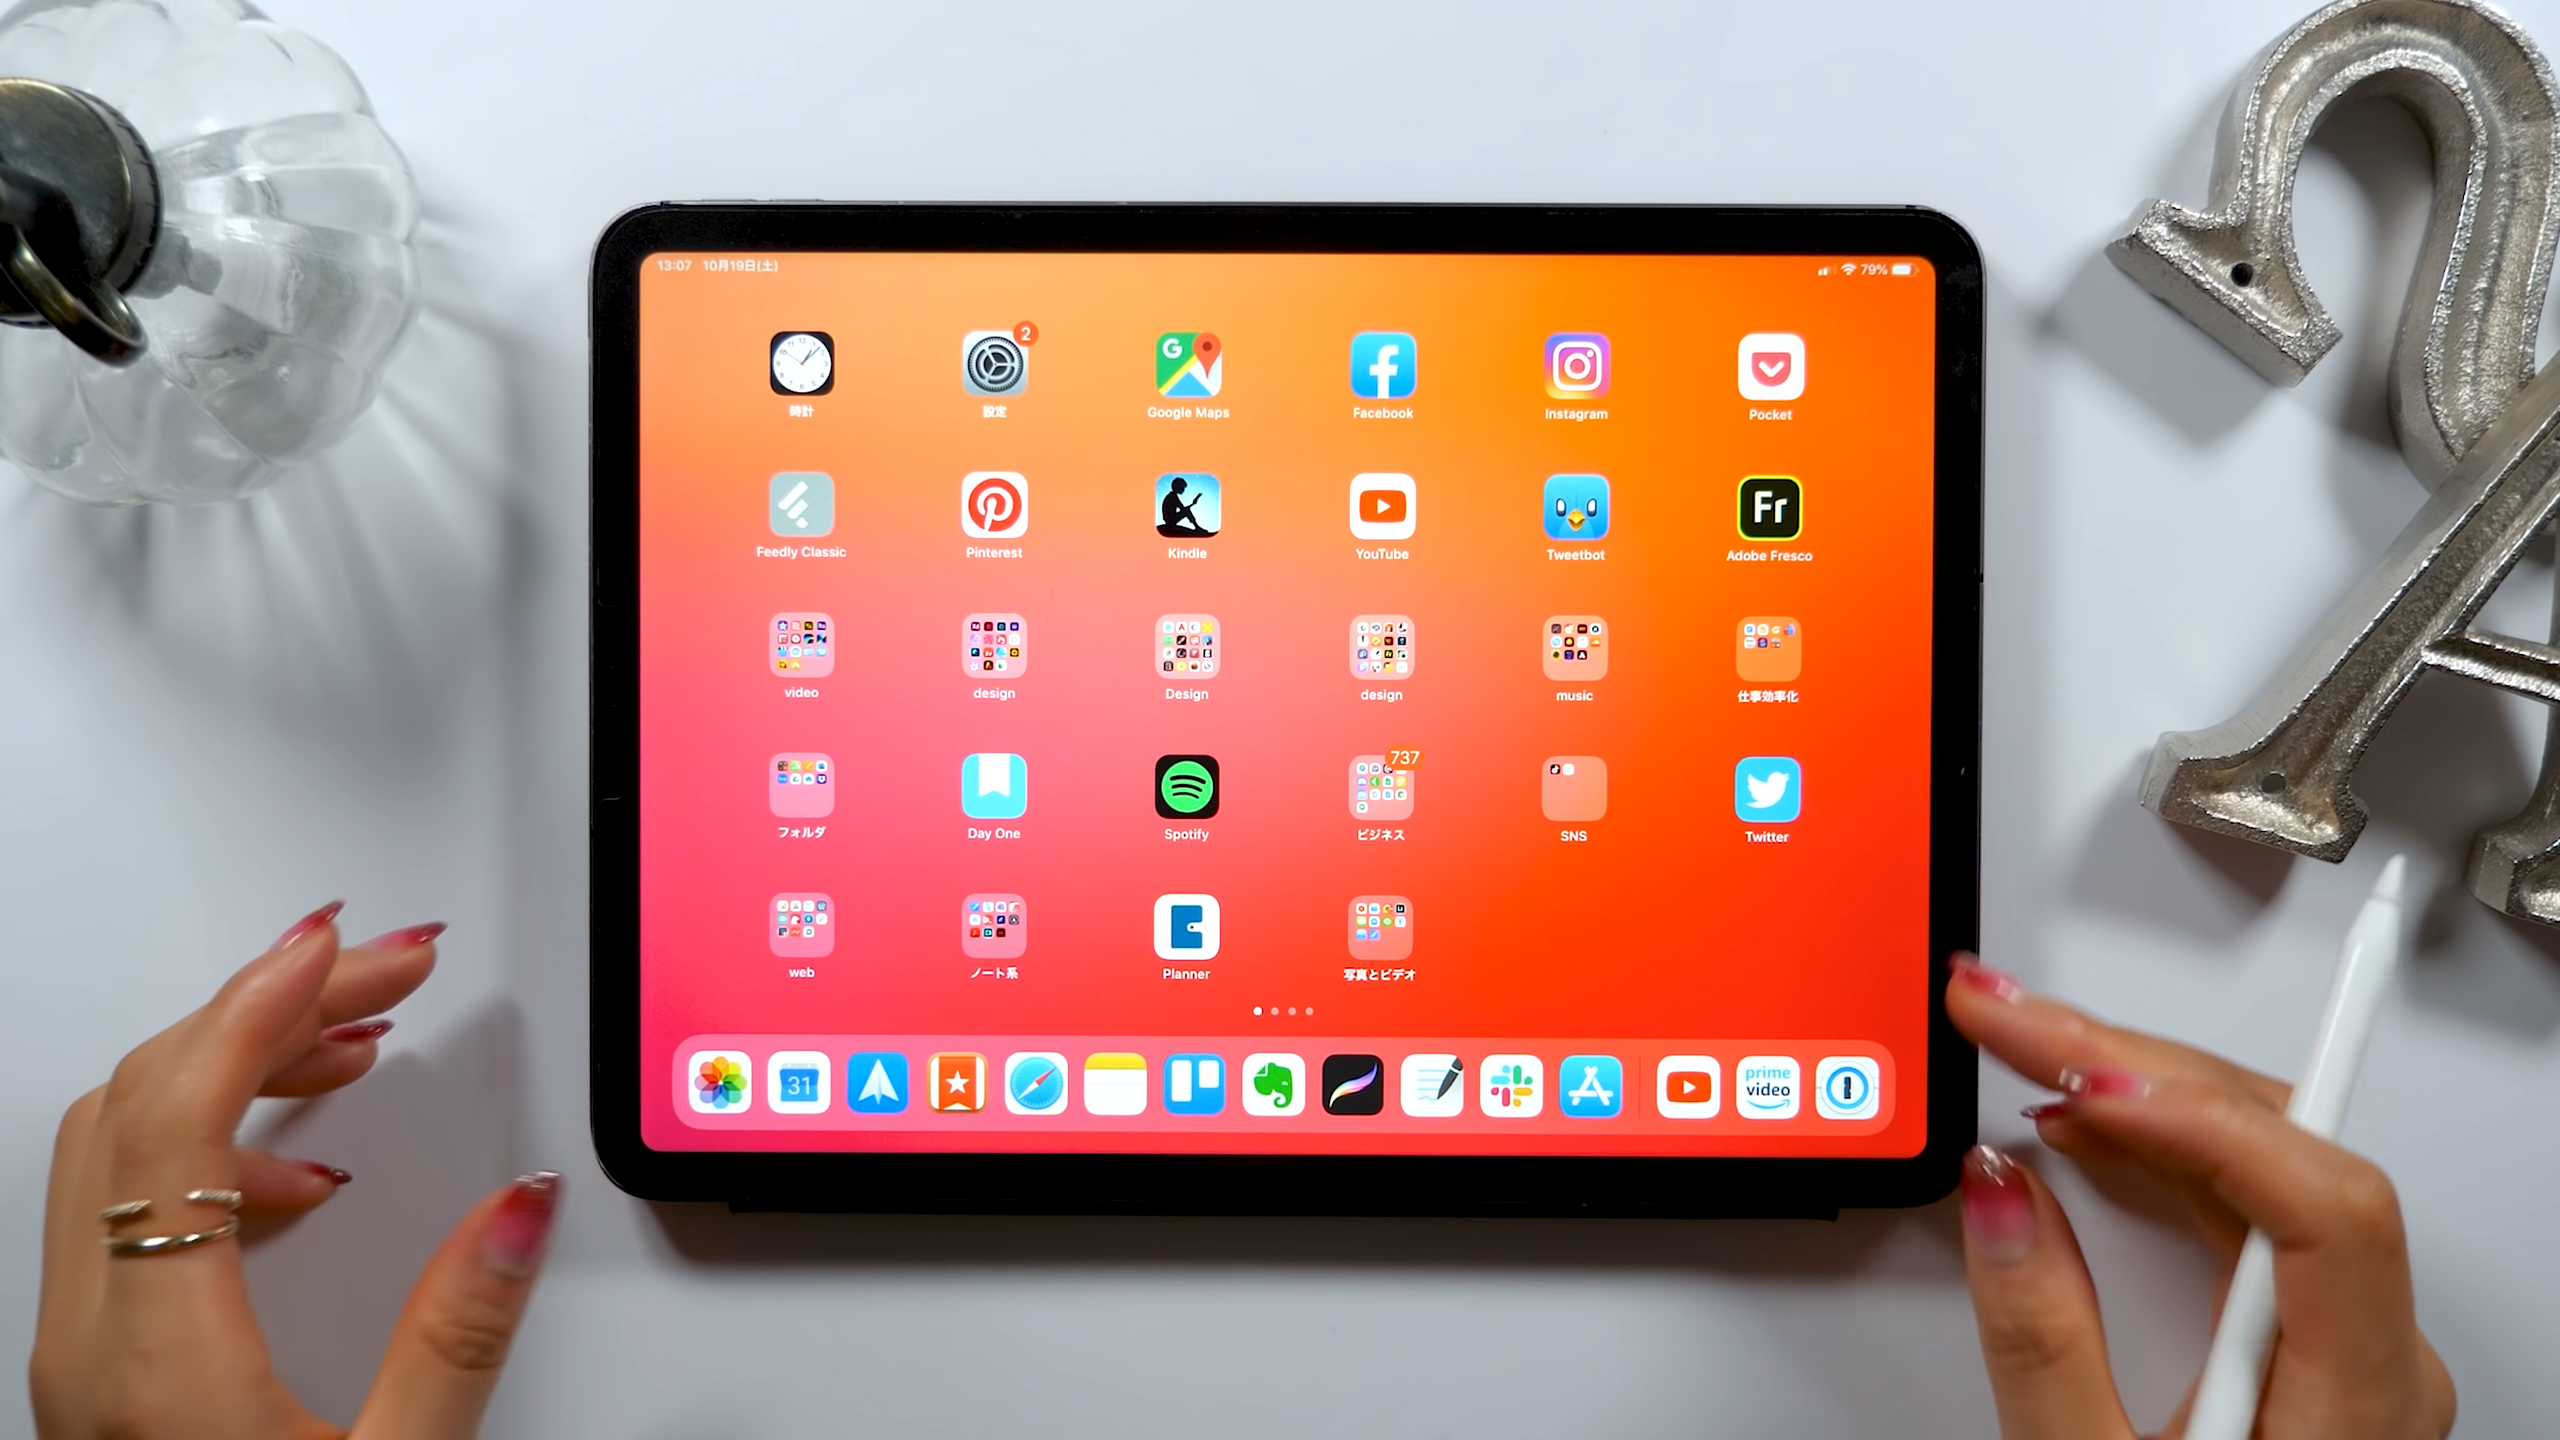 13:07 10月19日(土)
79%
2
時計 設定 Google Maps Facebook Instagram Pocket
Fr
Feedly Classic Pinterest Kindle YouTube Tweetbot Adobe Fresco
video design Design design music 仕事効率化
737
フォルダ Day One Spotify ビジネス SNS Twitter
web ノート系 Planner 写真とビデオ
31
prime
video
2
A